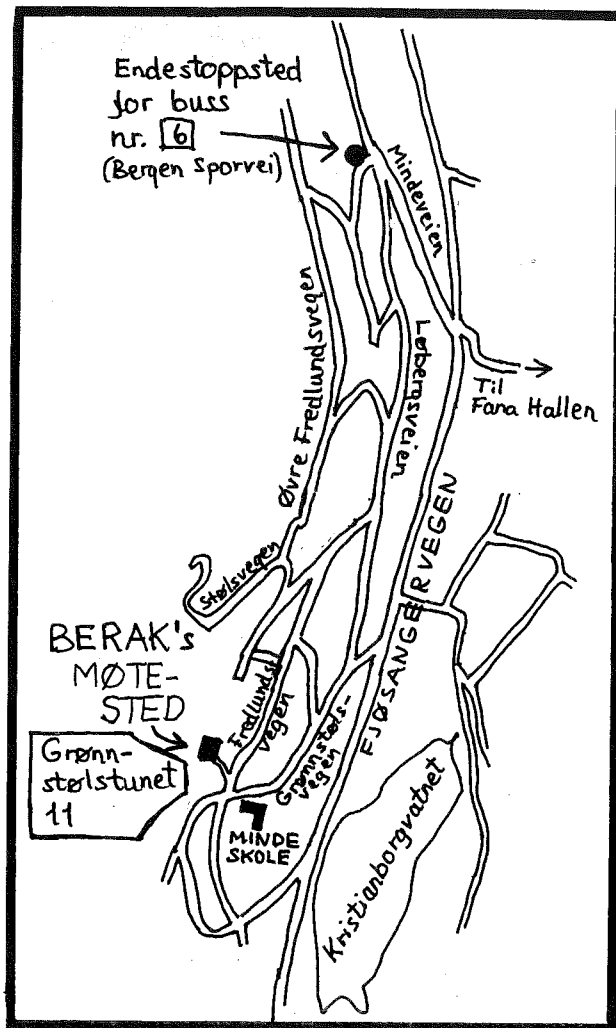 Endestoppsted
for buss
nr. 6
(Bergen Sporvei)
Mindeveien
Øvre Fredlundsvegen
Løbergsveien
Til
Fana Hallen
FJØSANGERVEGEN
Stølsvegen
BERAK's
MØTE-
STED
Fredlunds-
vegen
Grønnstøls-
vegen
Grønn-
stølstunet
11
MINDE
SKOLE
Kristianborgvatnet